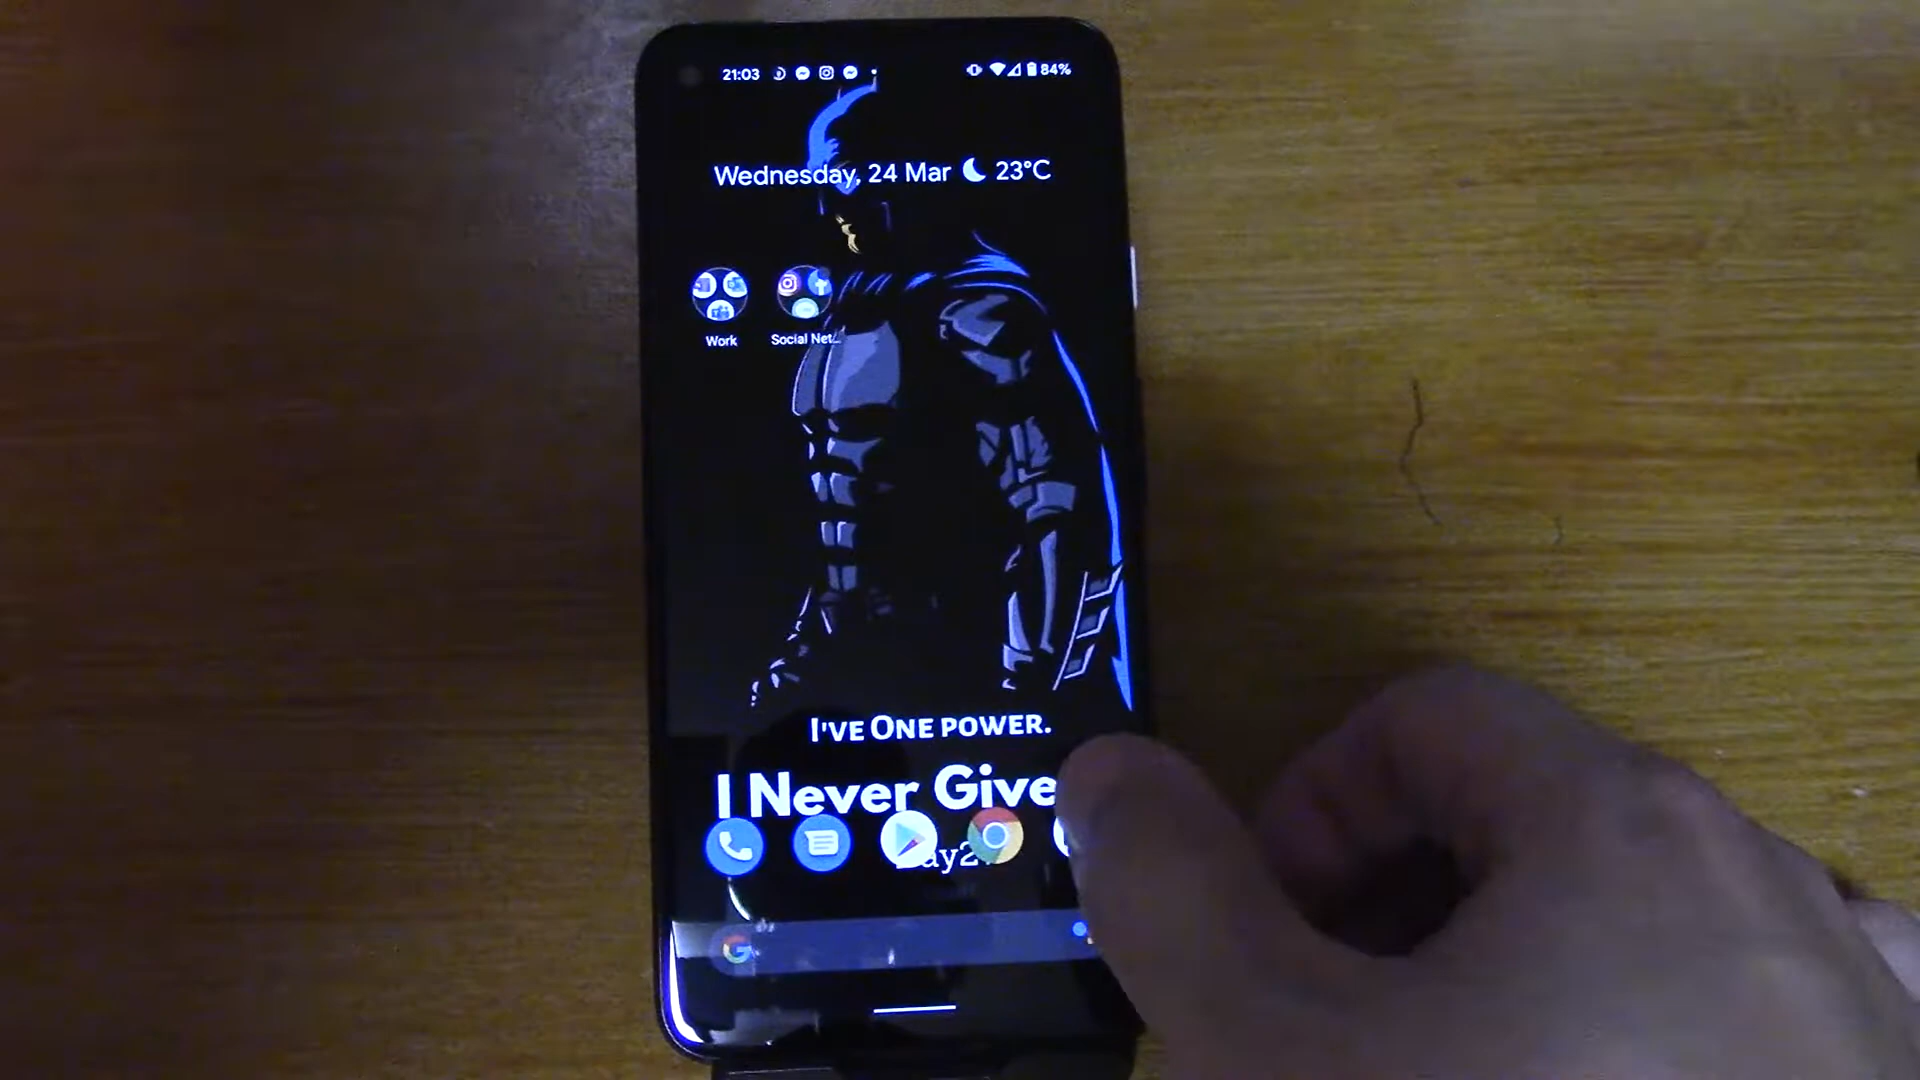 21:03 84%
Wednesday, 24 Mar 23°C
Work Social Net...
I'VE ONE POWER.
I Never Give